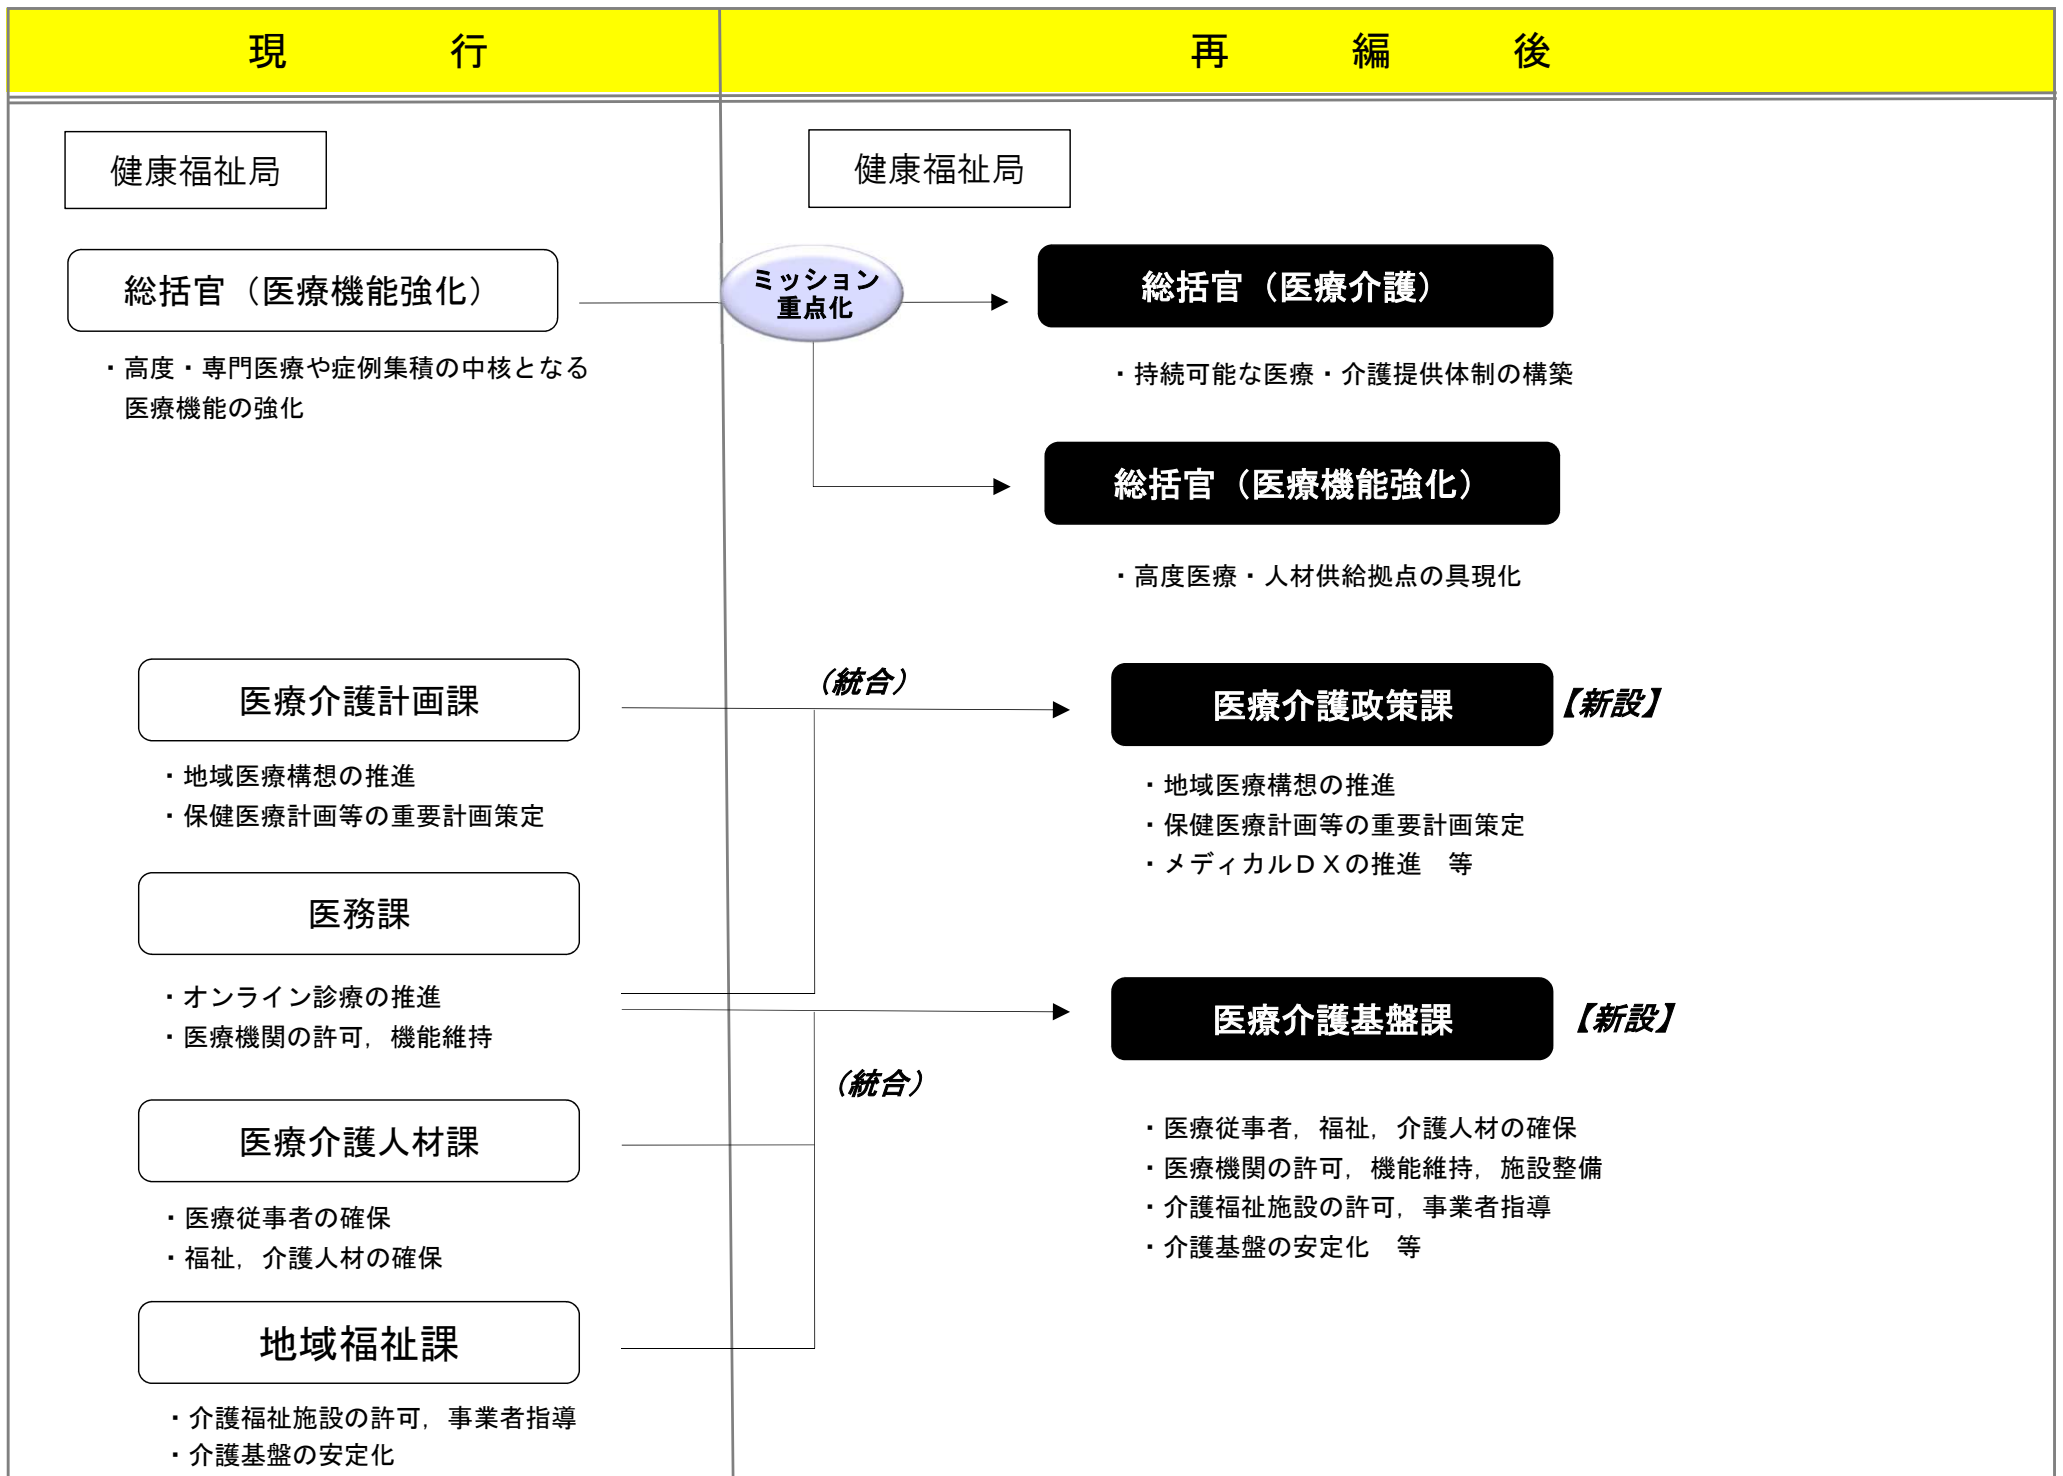 現　行
再　編　後
健康福祉局
総括官（医療機能強化）
・高度・専門医療や症例集積の中核となる
医療機能の強化
医療介護計画課
・地域医療構想の推進
・保健医療計画等の重要計画策定
医務課
・オンライン診療の推進
・医療機関の許可，機能維持
医療介護人材課
・医療従事者の確保
・福祉，介護人材の確保
地域福祉課
・介護福祉施設の許可，事業者指導
・介護基盤の安定化
健康福祉局
ミッション
重点化
総括官（医療介護）
・持続可能な医療・介護提供体制の構築
総括官（医療機能強化）
・高度医療・人材供給拠点の具現化
（統合）
医療介護政策課
【新設】
・地域医療構想の推進
・保健医療計画等の重要計画策定
・メディカルＤＸの推進　等
医療介護基盤課
【新設】
（統合）
・医療従事者，福祉，介護人材の確保
・医療機関の許可，機能維持，施設整備
・介護福祉施設の許可，事業者指導
・介護基盤の安定化　等